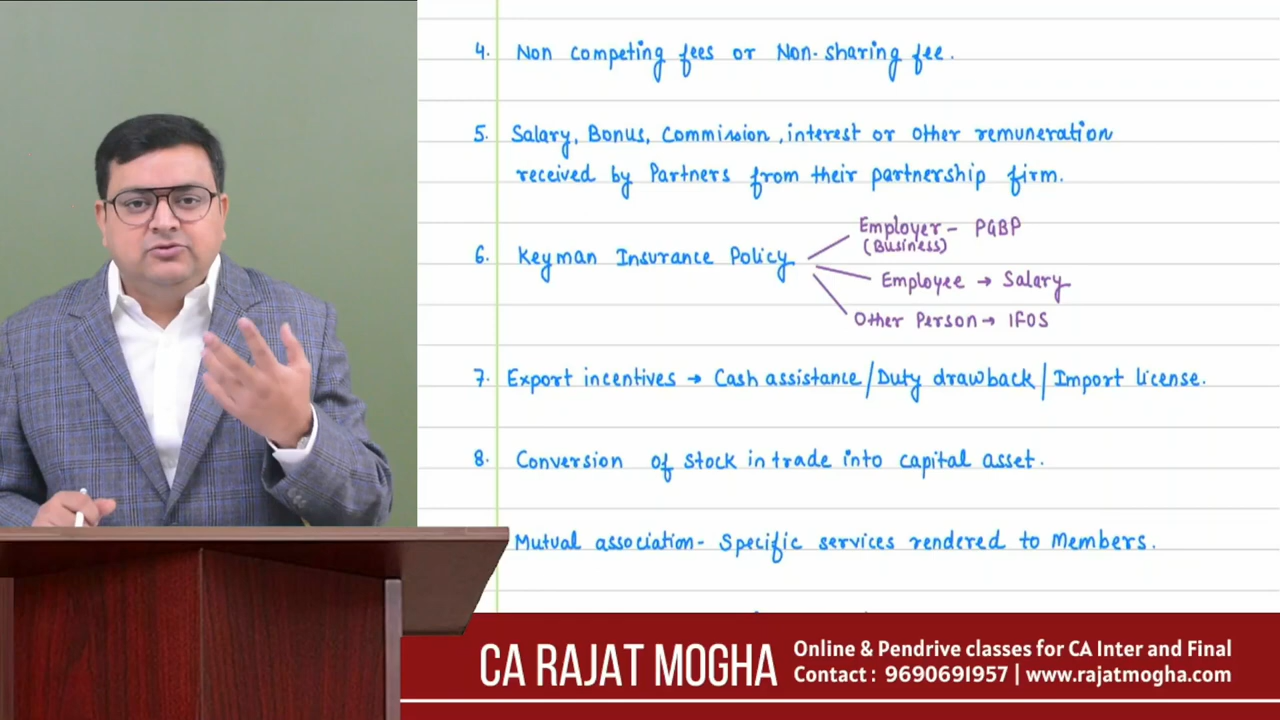 4. Non competing fees or Non-sharing fee.
5. Salary, Bonus, Commission, interest or other remuneration
received by Partners from their partnership firm.
Employer - PGBP
(Business)
6. Keyman Insurance Policy
Employee → Salary
Other Person → IFOS
7. Export incentives → Cash assistance/Duty drawback/Import license.
8. Conversion of stock in trade into capital asset.
Mutual association- Specific services rendered to Members.
CA RAJAT MOGHA
Online & Pendrive classes for CA Inter and Final
Contact : 9690691957 | www.rajatmogha.com